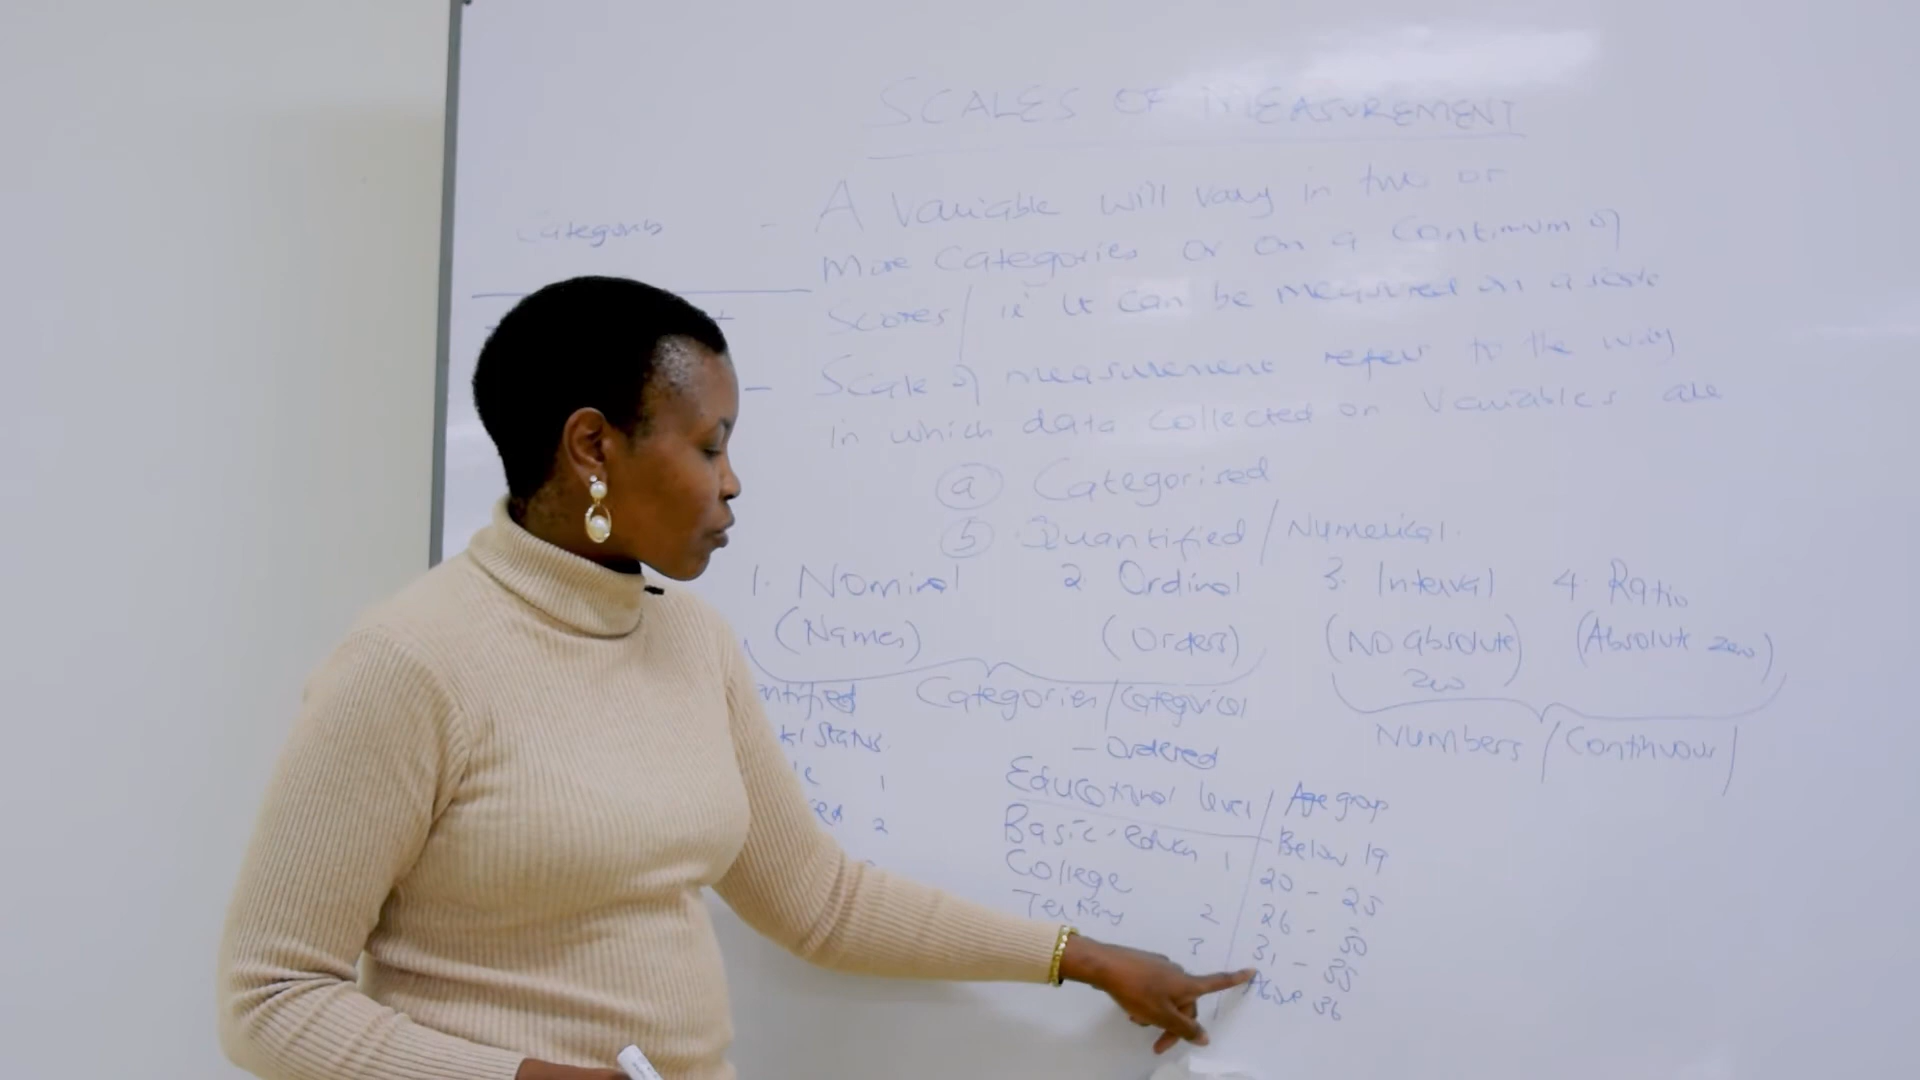 SCALES OF MEASUREMENT
Categories
- A Variable will vary in two or
More Categories or on a Continuum of
Scores / ie it can be measured on a scale
- Scale of measurement refer to the way
in which data collected on Variables are
a Categorised
b Quantified / Numerical.
1. Nominal 2 Ordinal 3. Interval 4. Ratio
(Names) (Orders) (No absolute zero) (Absolute zero)
Categories / Categorical
Numbers / Continuous
Status
- Ordered
1
2
Educational level / Age group
Basic 1 Below 19
College 20 - 25
Tertiary 2 26 - 30
3 31 - 35
Above 36